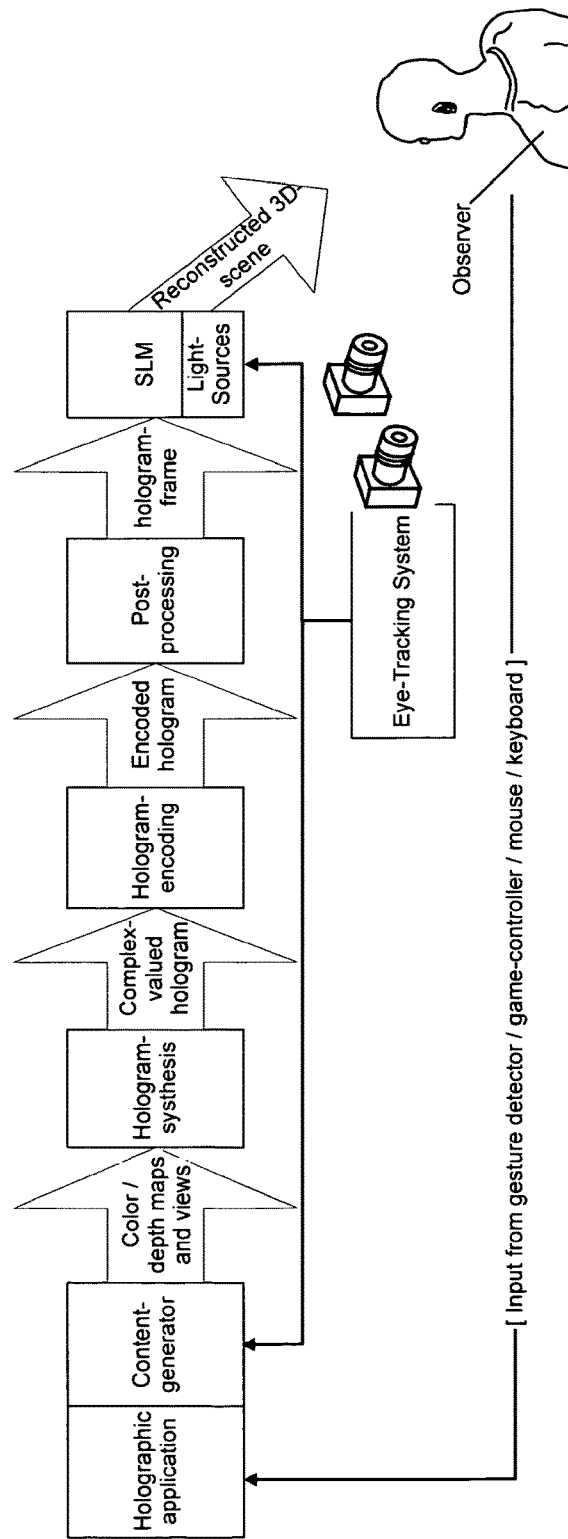 Holographic
application
Content-
generator
Color /
depth maps
and views
Hologram-
systhesis
Complex-
valued
hologram
Hologram-
encoding
Encoded
hologram
Post-
processing
hologram-
frame
SLM
Light-
Sources
Reconstructed 3D-
scene
Eye-Tracking System
Observer
[ Input from gesture detector / game-controller / mouse / keyboard ]